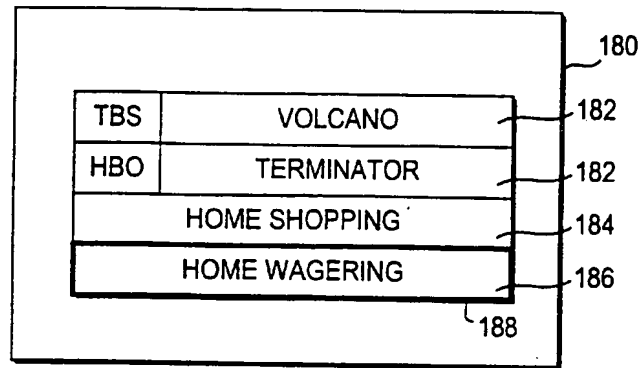 180
TBS VOLCANO 182
HBO TERMINATOR 182
HOME SHOPPING 184
HOME WAGERING 186
188